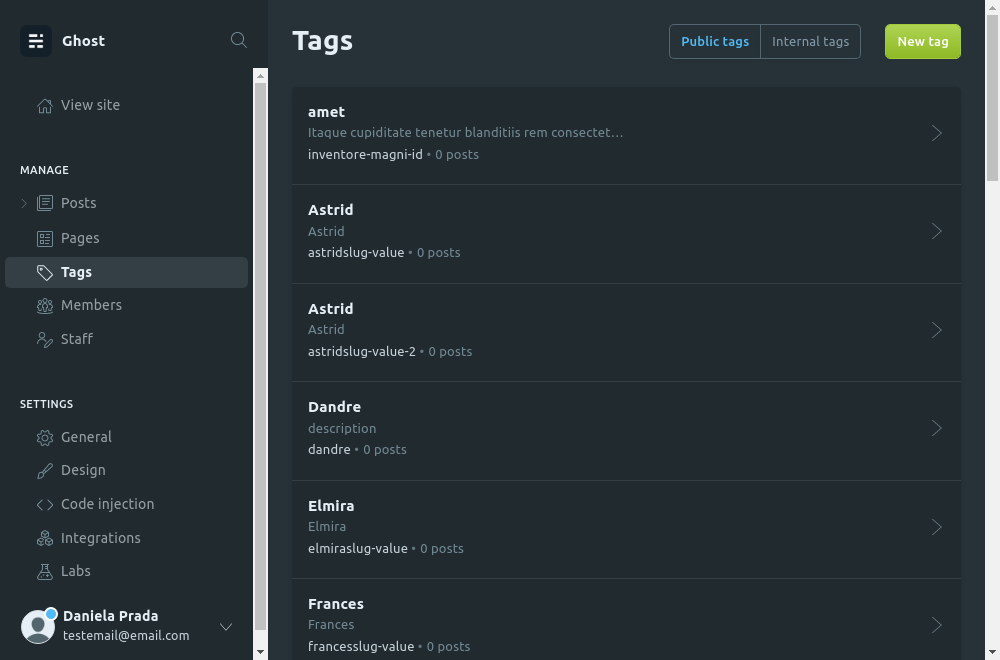 Ghost
View site
MANAGE
Posts
Pages
Tags
Members
Staff
SETTINGS
General
Design
Code injection
Integrations
Labs
Daniela Prada
testemail@email.com
Tags
Public tags
Internal tags
New tag
amet
Itaque cupiditate tenetur blanditiis rem consectet…
inventore-magni-id • 0 posts
Astrid
Astrid
astridslug-value • 0 posts
Astrid
Astrid
astridslug-value-2 • 0 posts
Dandre
description
dandre • 0 posts
Elmira
Elmira
elmiraslug-value • 0 posts
Frances
Frances
francesslug-value • 0 posts